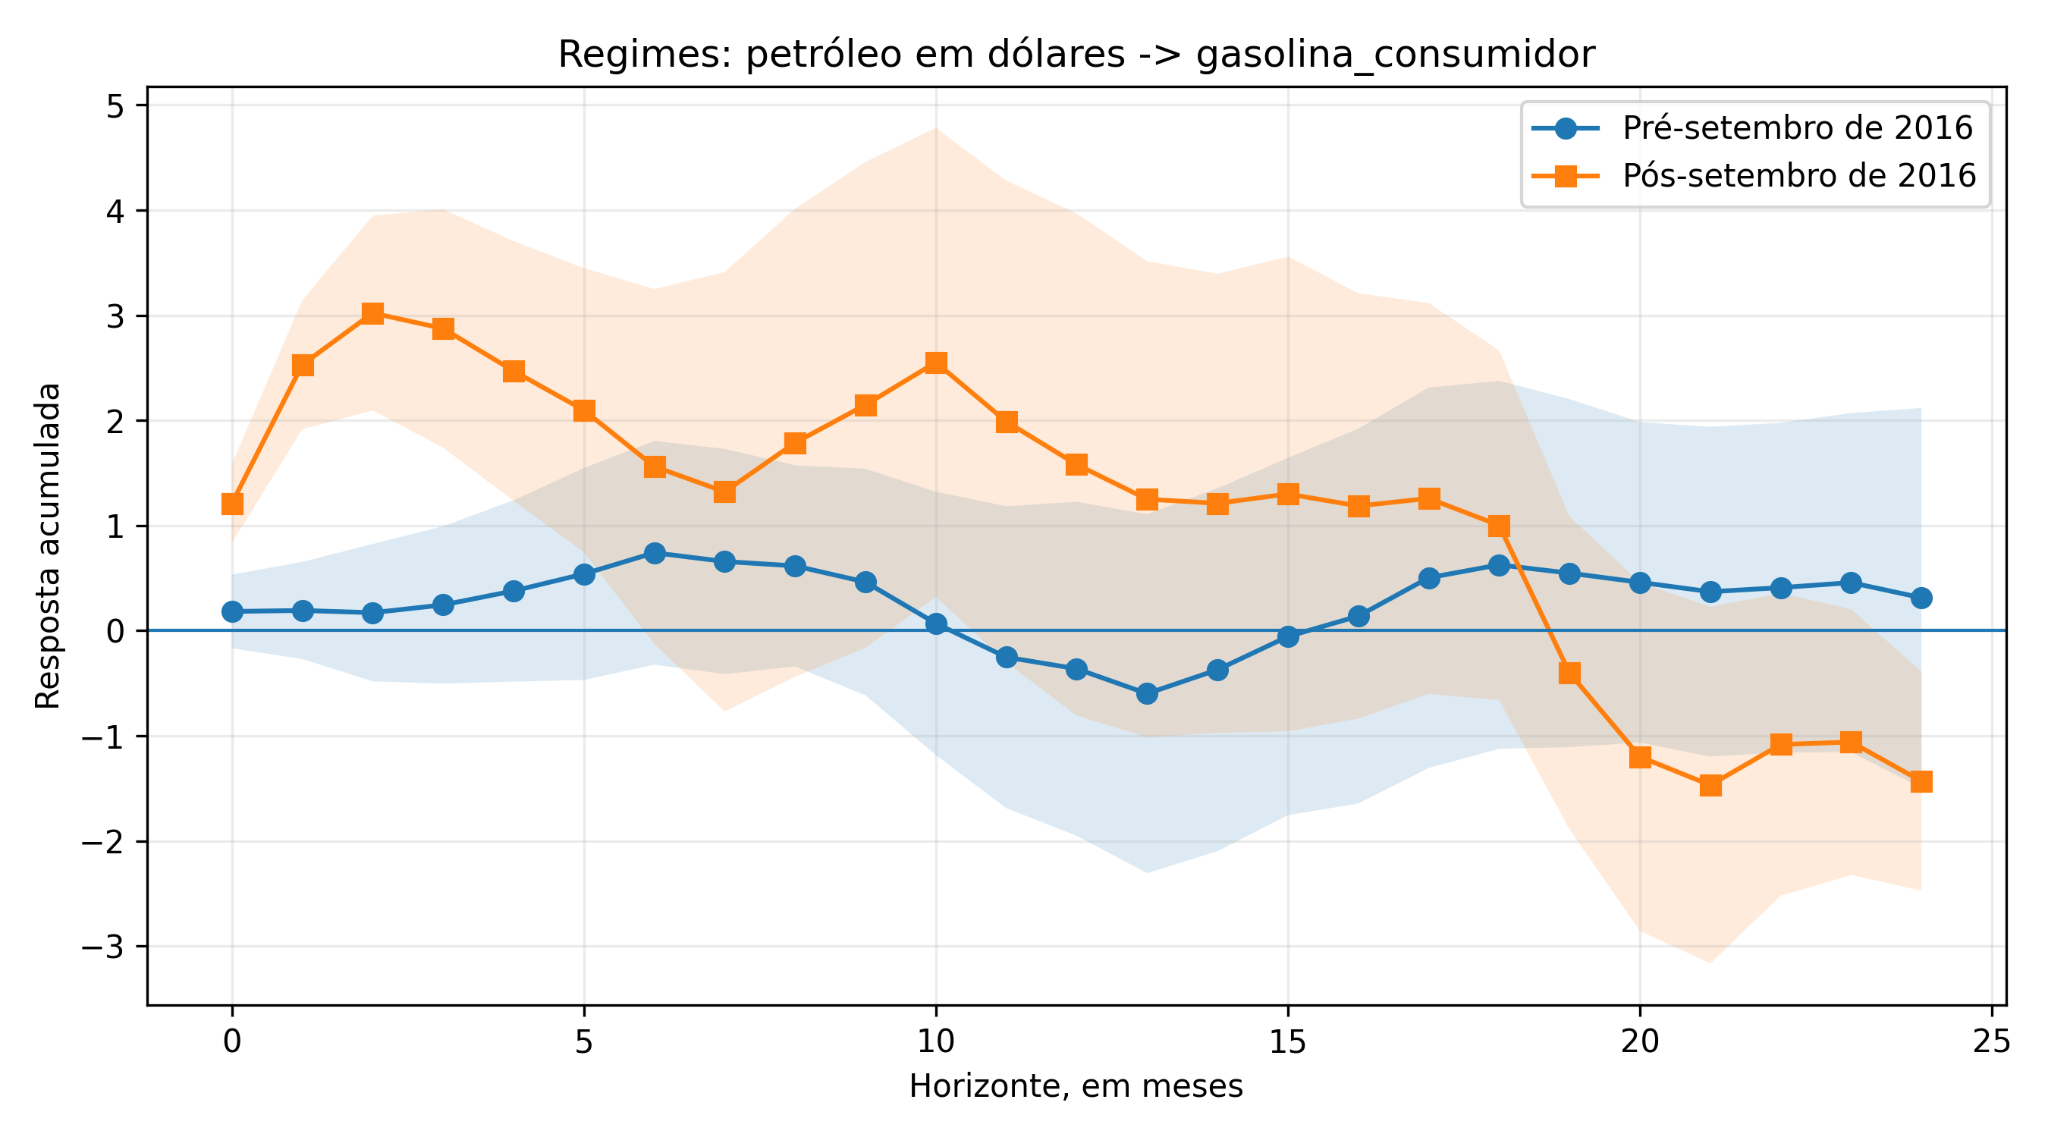 Regimes: petróleo em dólares -> gasolina_consumidor
Pré-setembro de 2016
Pós-setembro de 2016
Resposta acumulada
5
4
3
2
1
0
−1
−2
−3
0 5 10 15 20 25
Horizonte, em meses